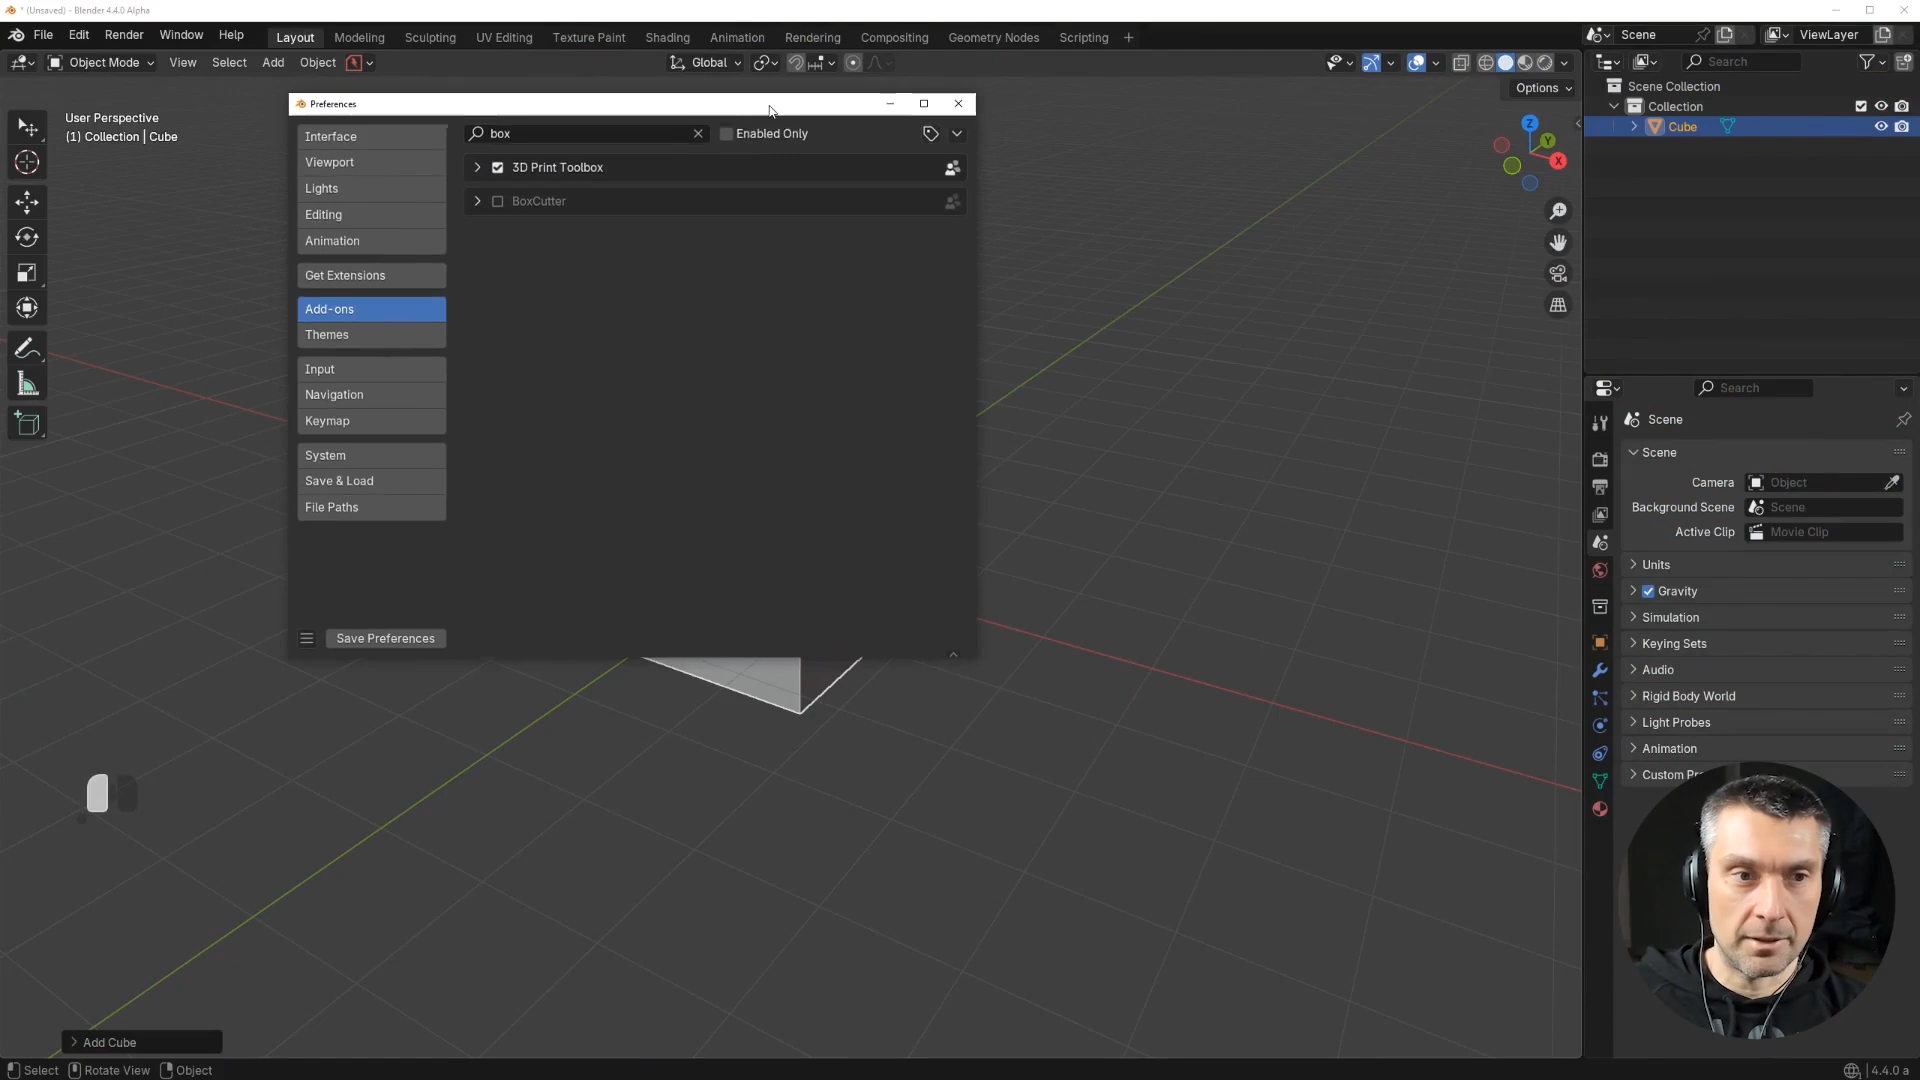 * (Unsaved) - Blender 4.4.0 Alpha
File Edit Render Window Help
Layout Modeling Sculpting UV Editing Texture Paint Shading Animation Rendering Compositing Geometry Nodes Scripting +
Scene
ViewLayer
Object Mode View Select Add Object
Global
Options
User Perspective
(1) Collection | Cube
Preferences
Interface
Viewport
Lights
Editing
Animation
Get Extensions
Add-ons
Themes
Input
Navigation
Keymap
System
Save & Load
File Paths
Save Preferences
box
Enabled Only
3D Print Toolbox
BoxCutter
Z
Y
X
Search
Scene Collection
Collection
Cube
Search
Scene
Scene
Camera Object
Background Scene Scene
Active Clip Movie Clip
Units
Gravity
Simulation
Keying Sets
Audio
Rigid Body World
Light Probes
Animation
Custom Pr
Add Cube
Select Rotate View Object
4.4.0 a